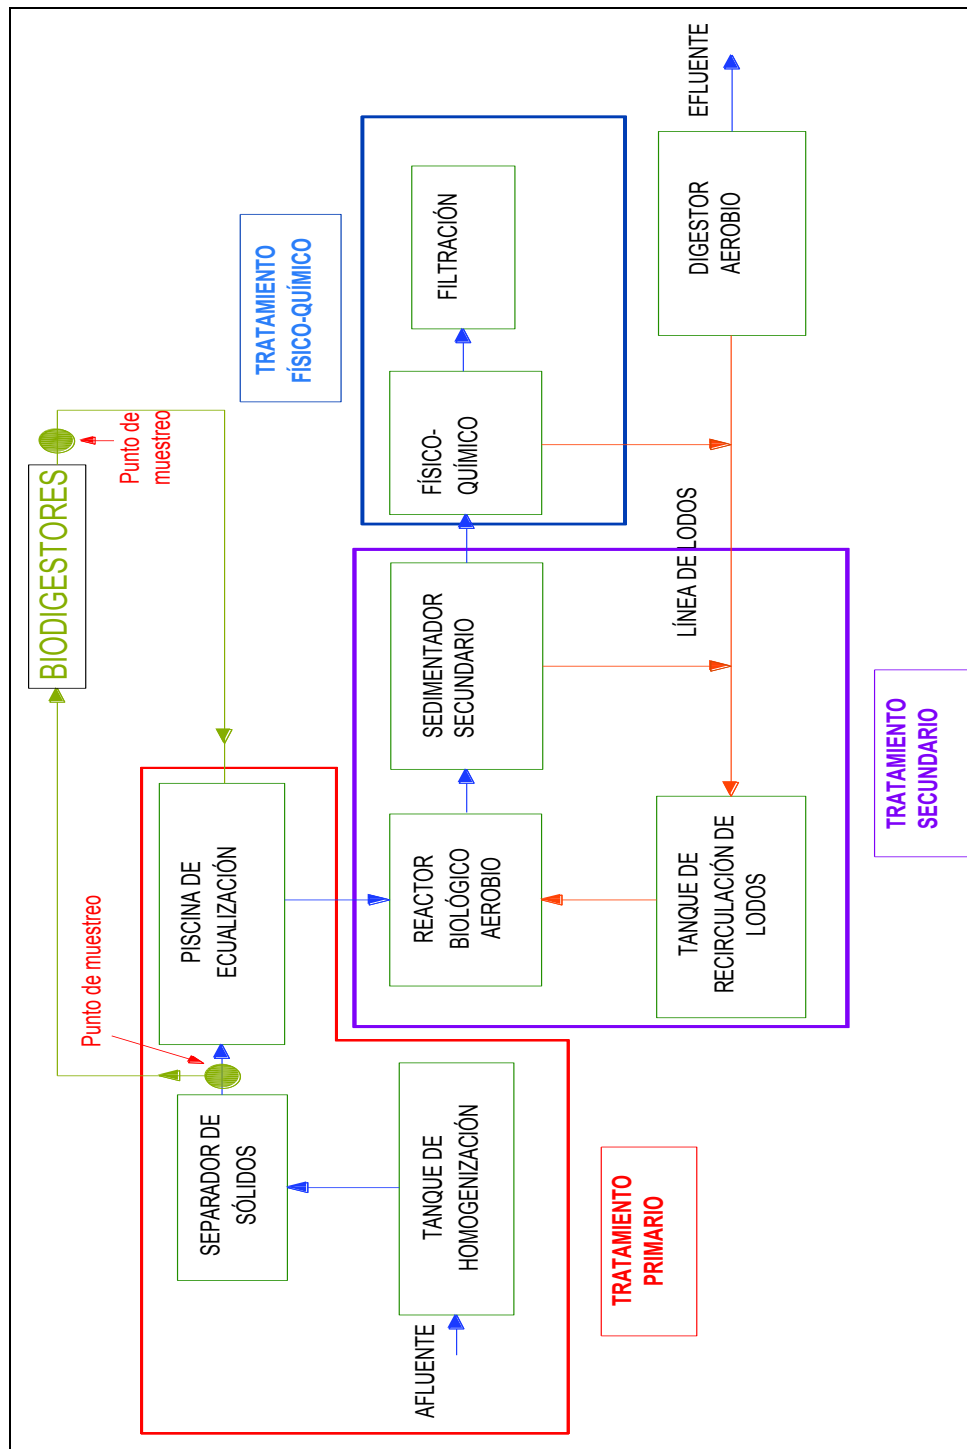 AFLUENTE
TANQUE DE
HOMOGENIZACIÓN
SEPARADOR DE
SÓLIDOS
Punto de muestreo
PISCINA DE
ECUALIZACIÓN
TRATAMIENTO
PRIMARIO
BIODIGESTORES
Punto de
muestreo
REACTOR
BIOLÓGICO
AEROBIO
SEDIMENTADOR
SECUNDARIO
TANQUE DE
RECIRCULACIÓN DE
LODOS
LÍNEA DE LODOS
TRATAMIENTO
SECUNDARIO
TRATAMIENTO
FÍSICO-QUÍMICO
FÍSICO-
QUÍMICO
FILTRACIÓN
DIGESTOR
AEROBIO
EFLUENTE